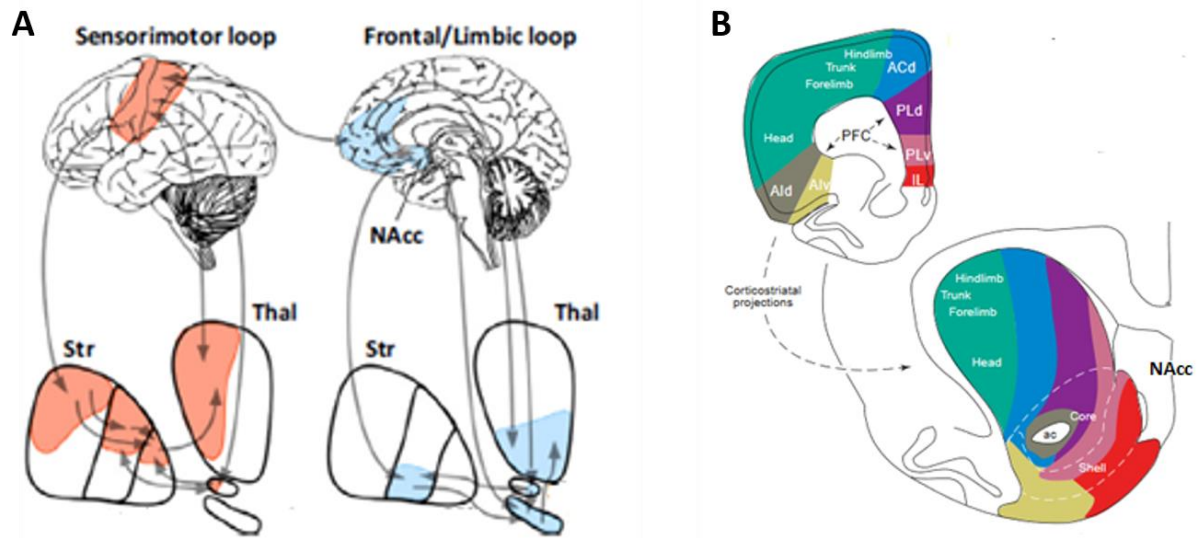 A
Sensorimotor loop
Frontal/Limbic loop
NAcc
Thal
Thal
Str
Str
B
Hindlimb
Trunk
Forelimb
Head
ACd
PLd
PFC
PLv
IL
AId
AIv
Corticostriatal
projections
Hindlimb
Trunk
Forelimb
Head
NAcc
Core
ac
Shell